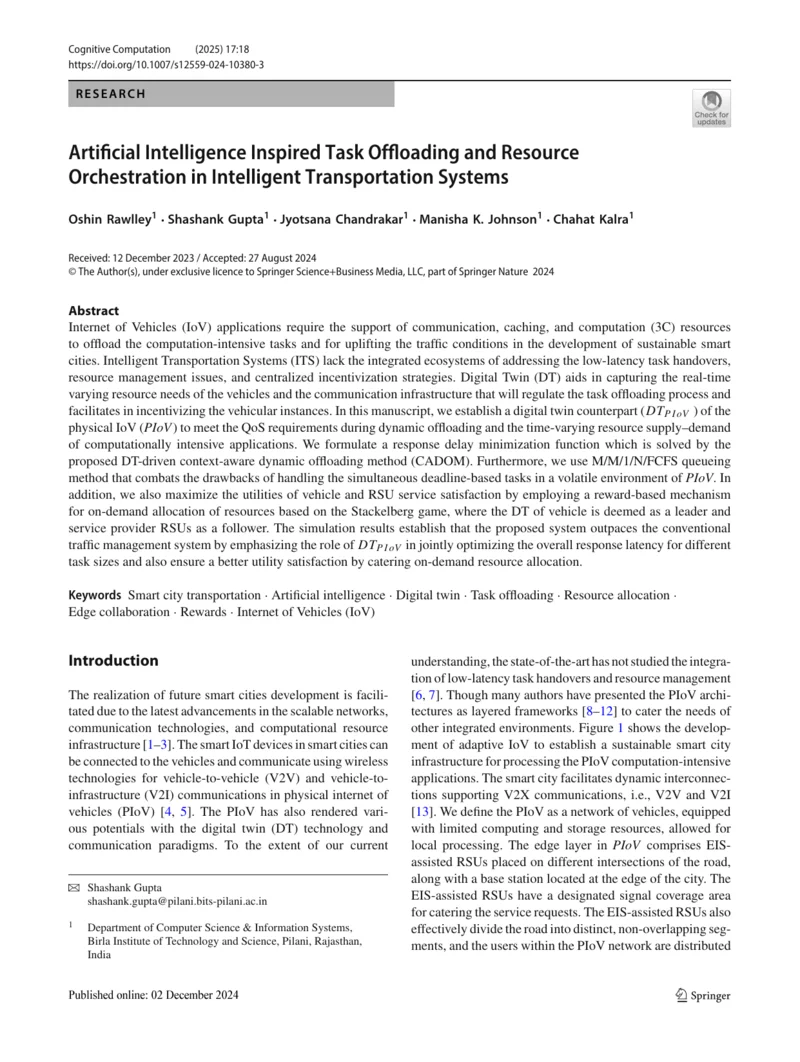 Cognitive Computation (2025) 17:18
https://doi.org/10.1007/s12559-024-10380-3
RESEARCH
Check for
updates
Artificial Intelligence Inspired Task Offloading and Resource
Orchestration in Intelligent Transportation Systems
Oshin Rawlley1 · Shashank Gupta1 · Jyotsana Chandrakar1 · Manisha K. Johnson1 · Chahat Kalra1
Received: 12 December 2023 / Accepted: 27 August 2024
© The Author(s), under exclusive licence to Springer Science+Business Media, LLC, part of Springer Nature 2024
Abstract
Internet of Vehicles (IoV) applications require the support of communication, caching, and computation (3C) resources
to offload the computation-intensive tasks and for uplifting the traffic conditions in the development of sustainable smart
cities. Intelligent Transportation Systems (ITS) lack the integrated ecosystems of addressing the low-latency task handovers,
resource management issues, and centralized incentivization strategies. Digital Twin (DT) aids in capturing the real-time
varying resource needs of the vehicles and the communication infrastructure that will regulate the task offloading process and
facilitates in incentivizing the vehicular instances. In this manuscript, we establish a digital twin counterpart (DTPIoV ) of the
physical IoV (PIoV) to meet the QoS requirements during dynamic offloading and the time-varying resource supply–demand
of computationally intensive applications. We formulate a response delay minimization function which is solved by the
proposed DT-driven context-aware dynamic offloading method (CADOM). Furthermore, we use M/M/1/N/FCFS queueing
method that combats the drawbacks of handling the simultaneous deadline-based tasks in a volatile environment of PIoV. In
addition, we also maximize the utilities of vehicle and RSU service satisfaction by employing a reward-based mechanism
for on-demand allocation of resources based on the Stackelberg game, where the DT of vehicle is deemed as a leader and
service provider RSUs as a follower. The simulation results establish that the proposed system outpaces the conventional
traffic management system by emphasizing the role of DTPIoV in jointly optimizing the overall response latency for different
task sizes and also ensure a better utility satisfaction by catering on-demand resource allocation.
Keywords Smart city transportation · Artificial intelligence · Digital twin · Task offloading · Resource allocation ·
Edge collaboration · Rewards · Internet of Vehicles (IoV)
Introduction
The realization of future smart cities development is facili-
tated due to the latest advancements in the scalable networks,
communication technologies, and computational resource
infrastructure [1–3]. The smart IoT devices in smart cities can
be connected to the vehicles and communicate using wireless
technologies for vehicle-to-vehicle (V2V) and vehicle-to-
infrastructure (V2I) communications in physical internet of
vehicles (PIoV) [4, 5]. The PIoV has also rendered vari-
ous potentials with the digital twin (DT) technology and
communication paradigms. To the extent of our current
Shashank Gupta
shashank.gupta@pilani.bits-pilani.ac.in
1 Department of Computer Science & Information Systems,
Birla Institute of Technology and Science, Pilani, Rajasthan,
India
understanding, the state-of-the-art has not studied the integra-
tion of low-latency task handovers and resource management
[6, 7]. Though many authors have presented the PIoV archi-
tectures as layered frameworks [8–12] to cater the needs of
other integrated environments. Figure 1 shows the develop-
ment of adaptive IoV to establish a sustainable smart city
infrastructure for processing the PIoV computation-intensive
applications. The smart city facilitates dynamic interconnec-
tions supporting V2X communications, i.e., V2V and V2I
[13]. We define the PIoV as a network of vehicles, equipped
with limited computing and storage resources, allowed for
local processing. The edge layer in PIoV comprises EIS-
assisted RSUs placed on different intersections of the road,
along with a base station located at the edge of the city. The
EIS-assisted RSUs have a designated signal coverage area
for catering the service requests. The EIS-assisted RSUs also
effectively divide the road into distinct, non-overlapping seg-
ments, and the users within the PIoV network are distributed
Published online: 02 December 2024
Springer